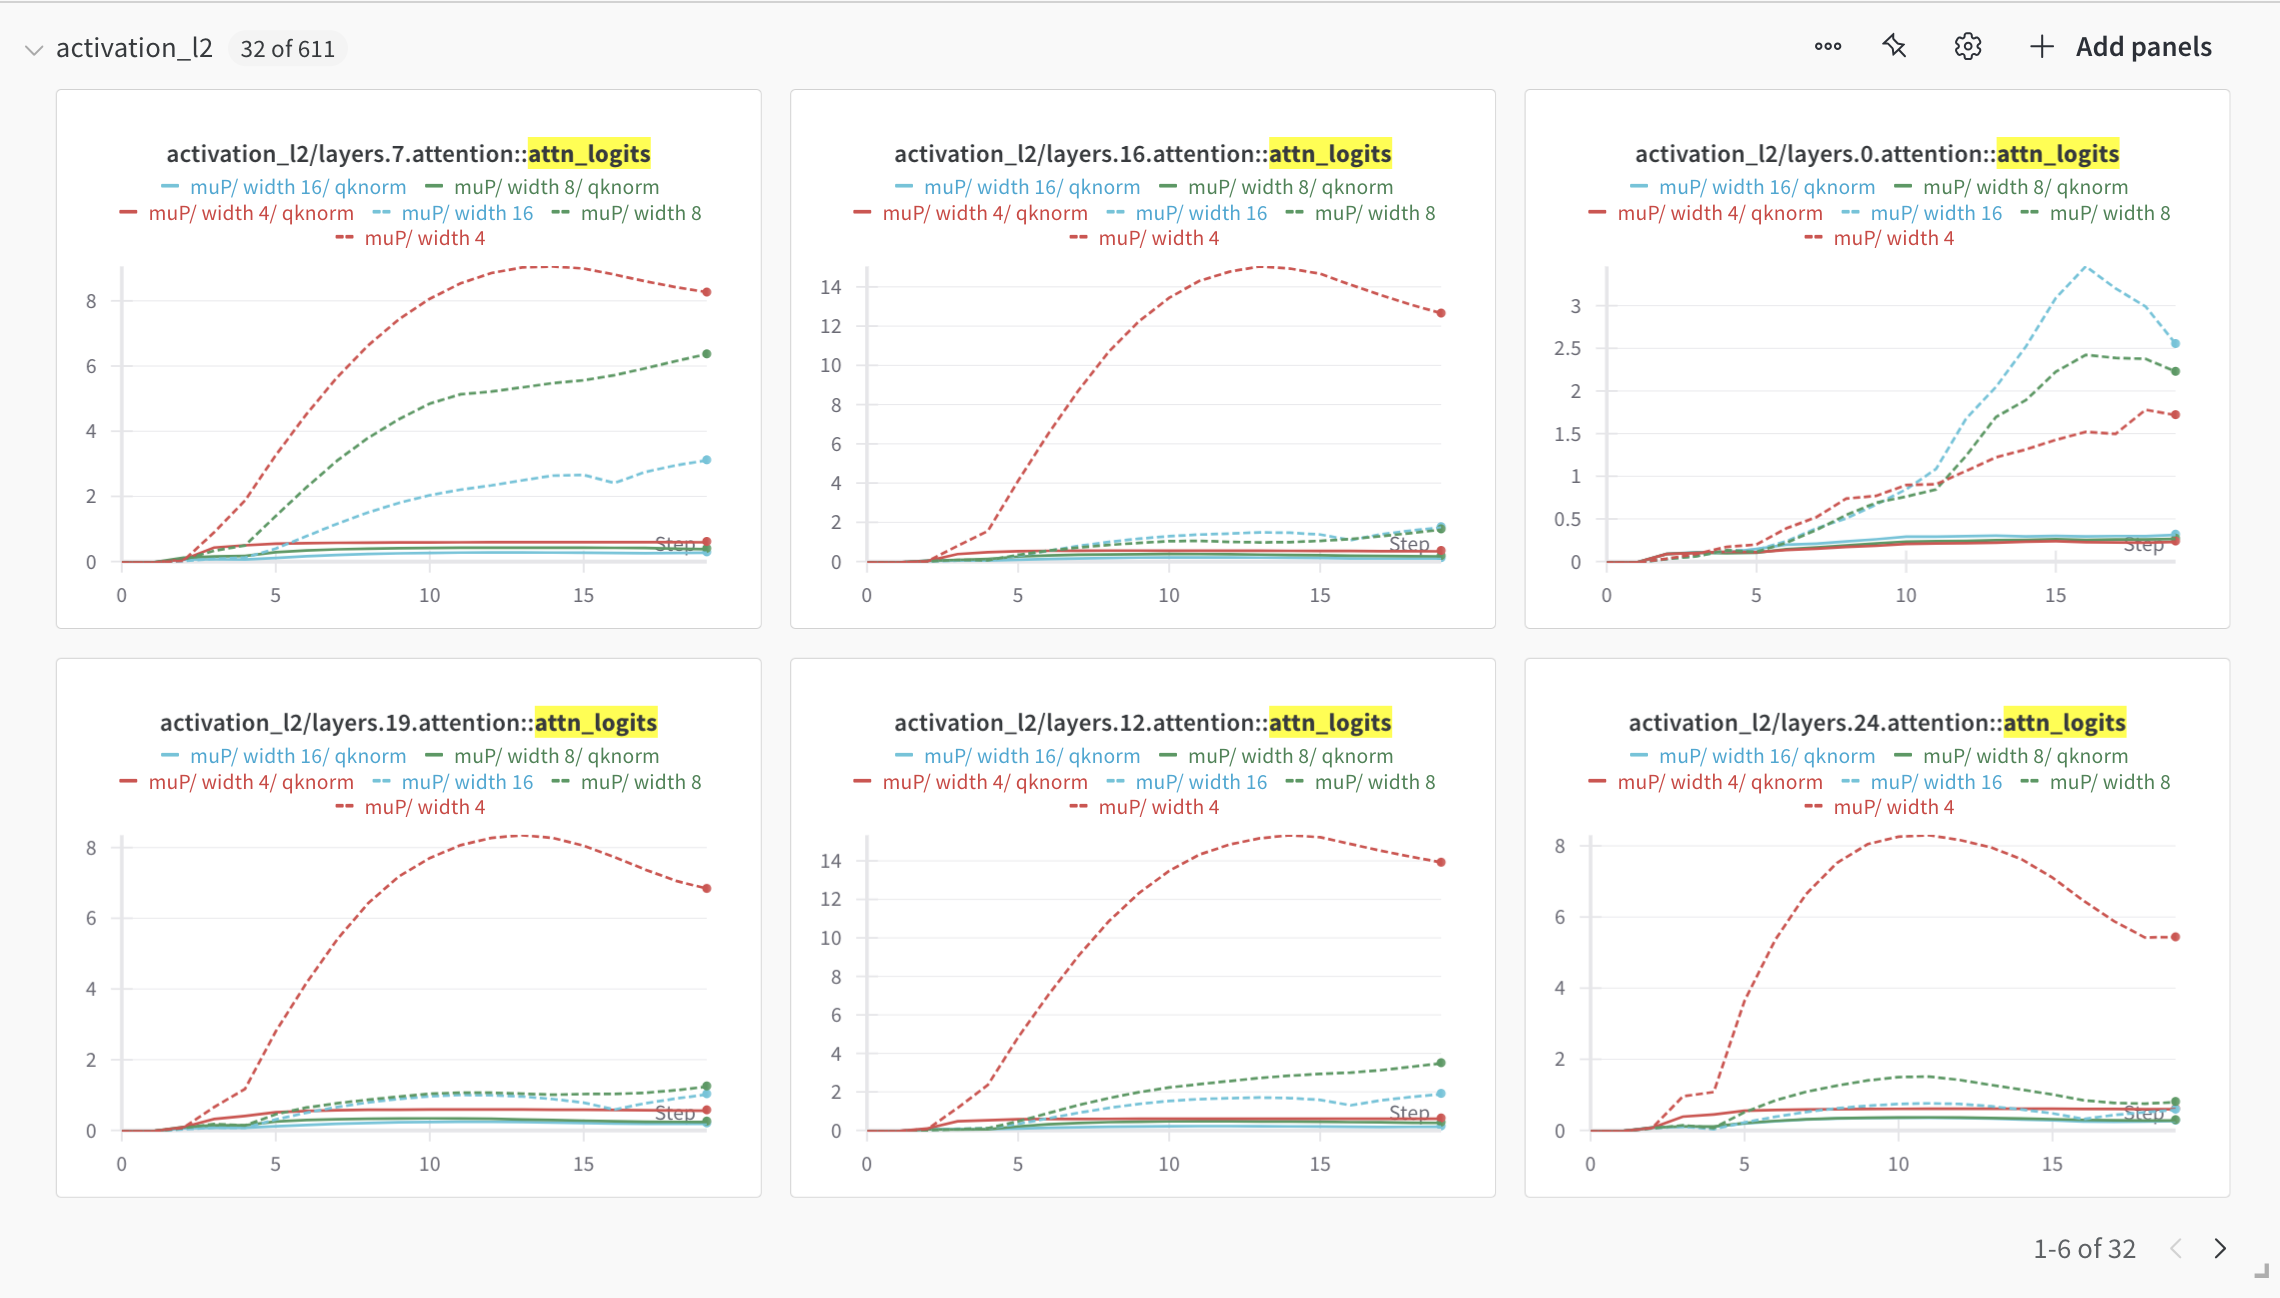 activation_l2 32 of 611
Add panels
activation_l2/layers.7.attention::attn_logits
muP/ width 16/ qknorm muP/ width 8/ qknorm
muP/ width 4/ qknorm muP/ width 16 muP/ width 8
muP/ width 4
8
6
4
2
0
0 5 10 15
Step
activation_l2/layers.16.attention::attn_logits
muP/ width 16/ qknorm muP/ width 8/ qknorm
muP/ width 4/ qknorm muP/ width 16 muP/ width 8
muP/ width 4
14
12
10
8
6
4
2
0
0 5 10 15
Step
activation_l2/layers.0.attention::attn_logits
muP/ width 16/ qknorm muP/ width 8/ qknorm
muP/ width 4/ qknorm muP/ width 16 muP/ width 8
muP/ width 4
3
2.5
2
1.5
1
0.5
0
0 5 10 15
Step
activation_l2/layers.19.attention::attn_logits
muP/ width 16/ qknorm muP/ width 8/ qknorm
muP/ width 4/ qknorm muP/ width 16 muP/ width 8
muP/ width 4
8
6
4
2
0
0 5 10 15
Step
activation_l2/layers.12.attention::attn_logits
muP/ width 16/ qknorm muP/ width 8/ qknorm
muP/ width 4/ qknorm muP/ width 16 muP/ width 8
muP/ width 4
14
12
10
8
6
4
2
0
0 5 10 15
Step
activation_l2/layers.24.attention::attn_logits
muP/ width 16/ qknorm muP/ width 8/ qknorm
muP/ width 4/ qknorm muP/ width 16 muP/ width 8
muP/ width 4
8
6
4
2
0
0 5 10 15
Step
1-6 of 32